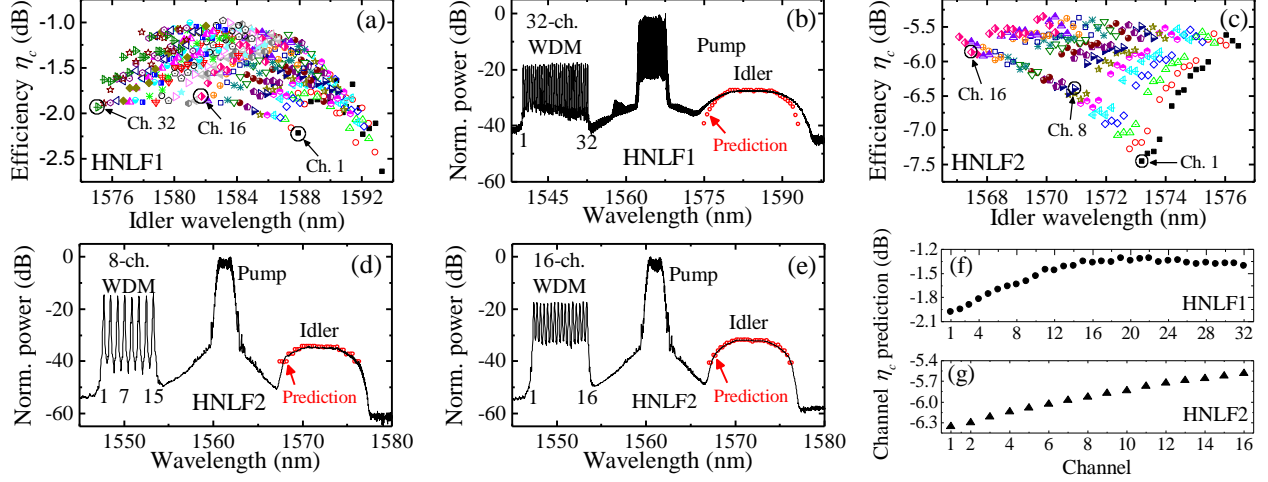 (a)
-1.0
-1.5
-2.0
-2.5
Efficiency η_c (dB)
Ch. 32
Ch. 16
Ch. 1
HNLF1
1576 1580 1584 1588 1592
Idler wavelength (nm)
(b)
0
-20
-40
-60
Norm. power (dB)
32-ch.
WDM
Pump
Idler
1 32
Prediction
HNLF1
1545 1560 1575 1590
Wavelength (nm)
(c)
-5.5
-6.0
-6.5
-7.0
-7.5
Efficiency η_c (dB)
Ch. 16
Ch. 8
Ch. 1
HNLF2
1568 1570 1572 1574 1576
Idler wavelength (nm)
(d)
0
-20
-40
-60
Norm. power (dB)
8-ch.
WDM
Pump
Idler
1 7 15
Prediction
HNLF2
1550 1560 1570 1580
Wavelength (nm)
(e)
0
-20
-40
-60
Norm. power (dB)
16-ch.
WDM
Pump
Idler
1 16
Prediction
HNLF2
1550 1560 1570 1580
Wavelength (nm)
Channel η_c prediction (dB)
(f)
-1.2
-1.5
-1.8
-2.1
HNLF1
1 4 8 12 16 20 24 28 32
(g)
-5.4
-5.7
-6.0
-6.3
HNLF2
1 2 4 6 8 10 12 14 16
Channel